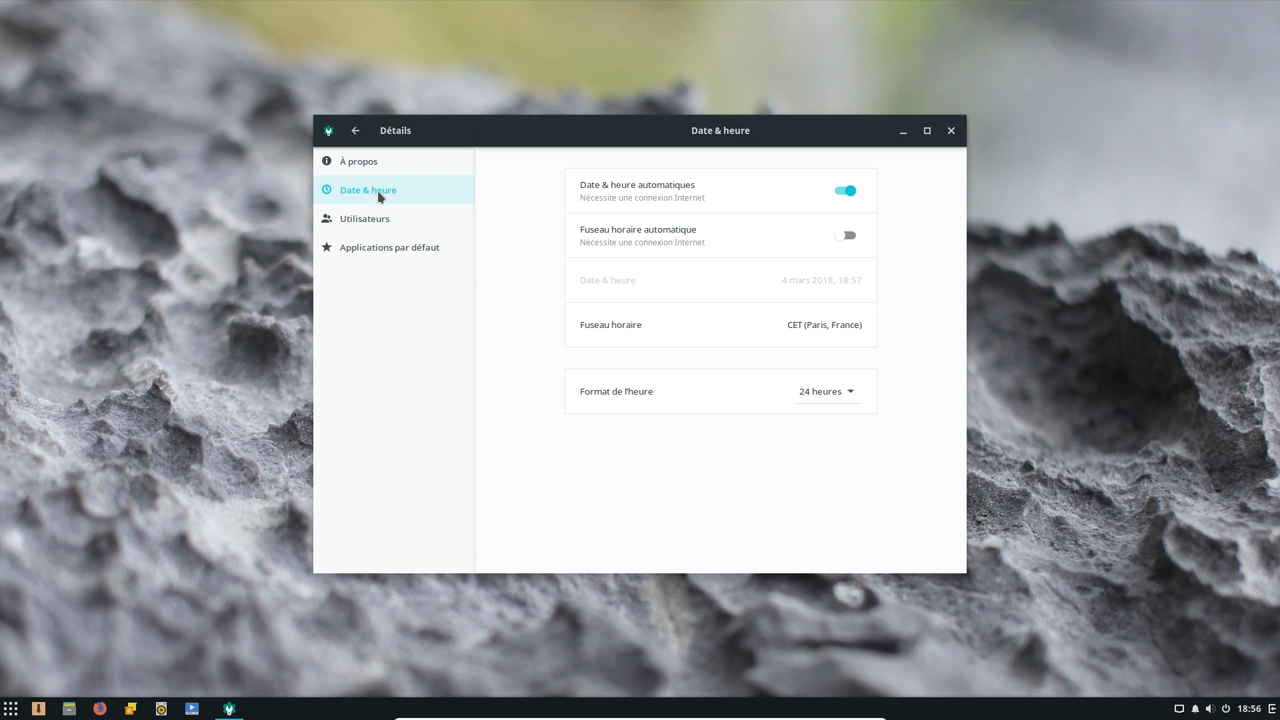 Détails
Date & heure
À propos
Date & heure
Utilisateurs
Applications par défaut
Date & heure automatiques
Nécessite une connexion Internet
Fuseau horaire automatique
Nécessite une connexion Internet
Date & heure 4 mars 2018, 18:57
Fuseau horaire CET (Paris, France)
Format de l'heure 24 heures
18:56